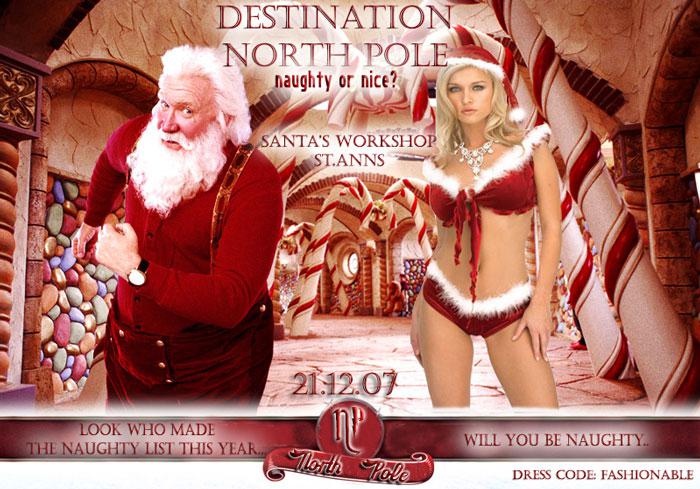 DESTINATION
NORTH POLE
naughty or nice?
SANTA'S WORKSHOP
ST.ANNS
21.12.07
LOOK WHO MADE
THE NAUGHTY LIST THIS YEAR...
NP
North Pole
WILL YOU BE NAUGHTY..
DRESS CODE: FASHIONABLE